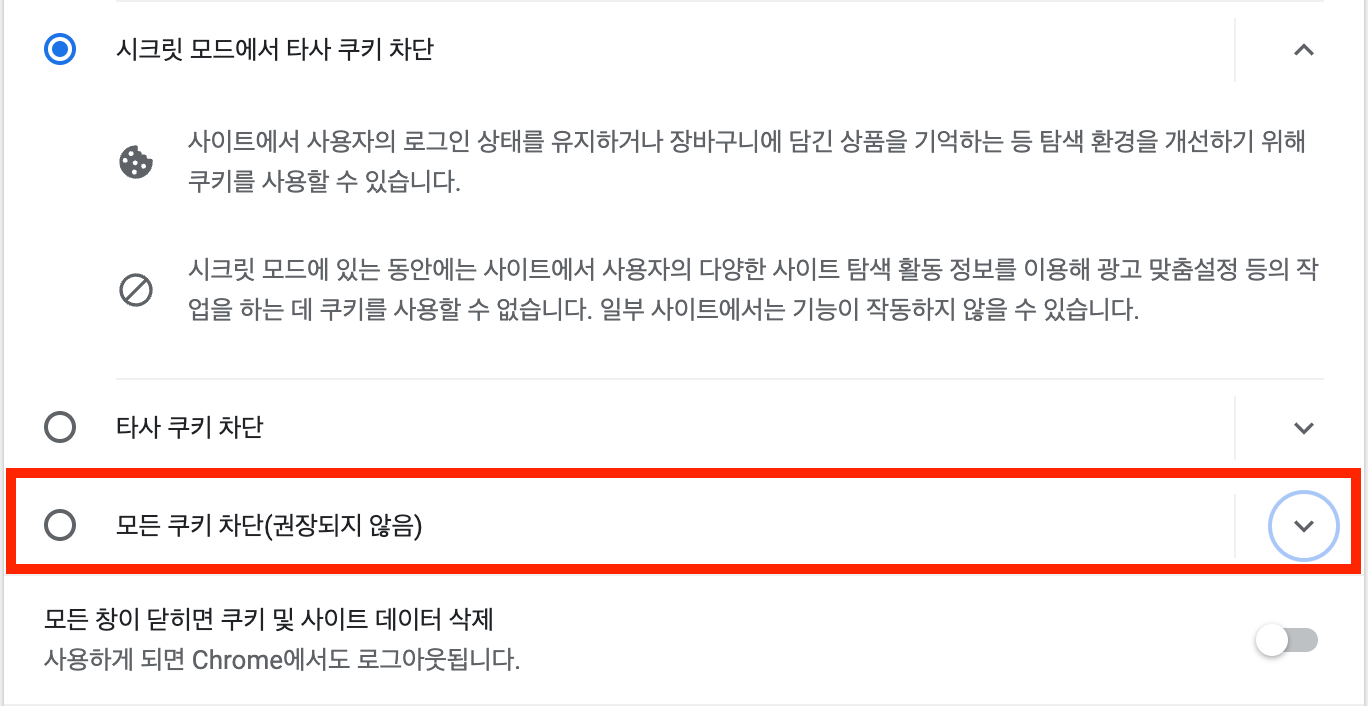 시크릿 모드에서 타사 쿠키 차단
사이트에서 사용자의 로그인 상태를 유지하거나 장바구니에 담긴 상품을 기억하는 등 탐색 환경을 개선하기 위해
쿠키를 사용할 수 있습니다.
시크릿 모드에 있는 동안에는 사이트에서 사용자의 다양한 사이트 탐색 활동 정보를 이용해 광고 맞춤설정 등의 작
업을 하는 데 쿠키를 사용할 수 없습니다. 일부 사이트에서는 기능이 작동하지 않을 수 있습니다.
타사 쿠키 차단
모든 쿠키 차단(권장되지 않음)
모든 창이 닫히면 쿠키 및 사이트 데이터 삭제
사용하게 되면 Chrome에서도 로그아웃됩니다.